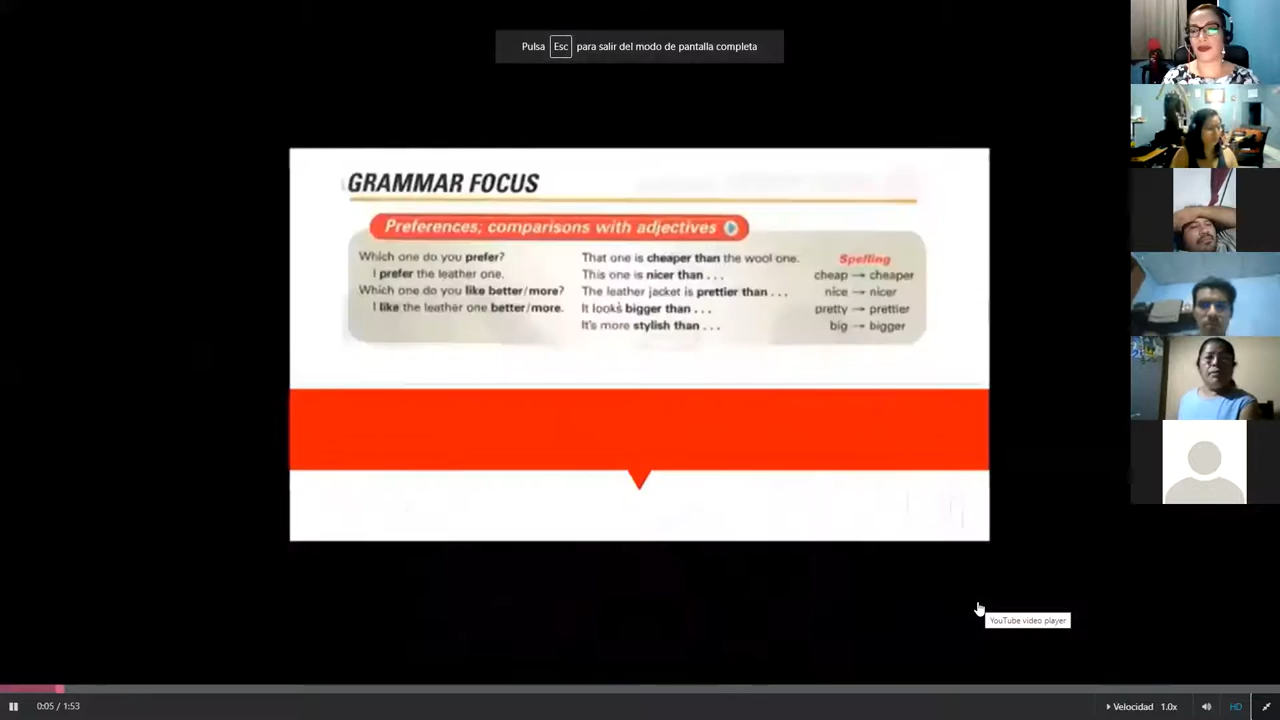 Pulsa Esc para salir del modo de pantalla completa
GRAMMAR FOCUS
Preferences; comparisons with adjectives
Which one do you prefer?
I prefer the leather one.
Which one do you like better/more?
I like the leather one better/more.
That one is cheaper than the wool one.
This one is nicer than . . .
The leather jacket is prettier than . . .
It looks bigger than . . .
It's more stylish than . . .
Spelling
cheap → cheaper
nice → nicer
pretty → prettier
big → bigger
YouTube video player
0:05 / 1:53
Velocidad 1.0x
HD